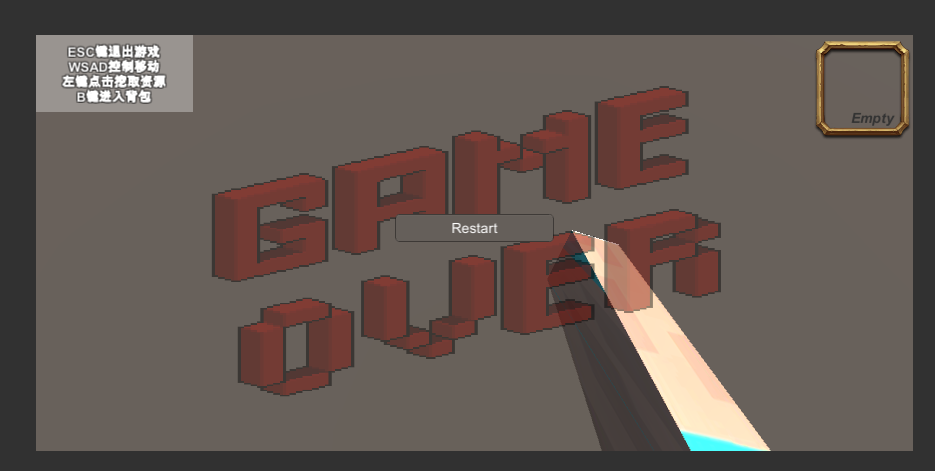 ESC键退出游戏
WSAD控制移动
左键点击挖取资源
B键进入背包
Empty
GAME
Restart
OVER